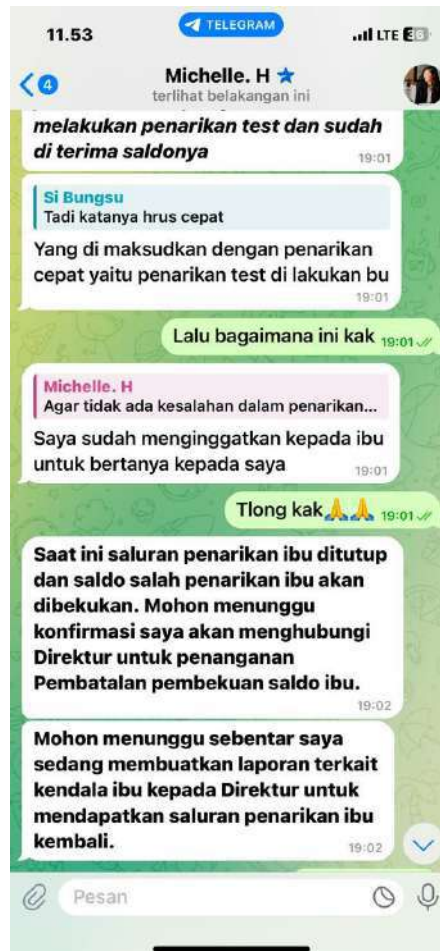 11.53
TELEGRAM
LTE
4
Michelle. H
terlihat belakangan ini
melakukan penarikan test dan sudah
di terima saldonya
19:01
Si Bungsu
Tadi katanya hrus cepat
Yang di maksudkan dengan penarikan
cepat yaitu penarikan test di lakukan bu
19:01
Lalu bagaimana ini kak 19:01
Michelle. H
Agar tidak ada kesalahan dalam penarikan...
Saya sudah menginggatkan kepada ibu
untuk bertanya kepada saya
19:01
Tlong kak🙏🙏 19:01
Saat ini saluran penarikan ibu ditutup
dan saldo salah penarikan ibu akan
dibekukan. Mohon menunggu
konfirmasi saya akan menghubungi
Direktur untuk penanganan
Pembatalan pembekuan saldo ibu.
19:02
Mohon menunggu sebentar saya
sedang membuatkan laporan terkait
kendala ibu kepada Direktur untuk
mendapatkan saluran penarikan ibu
kembali.
19:02
Pesan